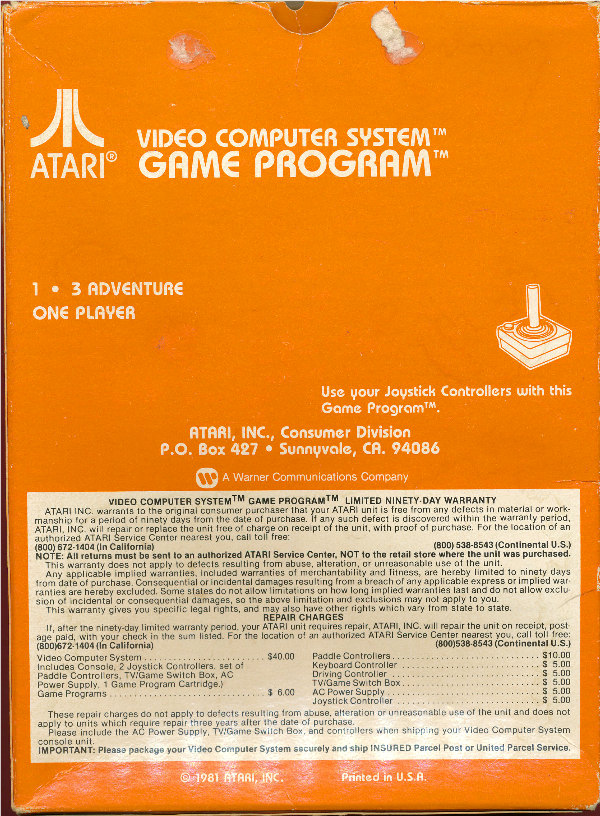 ATARI®
VIDEO COMPUTER SYSTEM™
GAME PROGRAM™
1 • 3 ADVENTURE
ONE PLAYER
Use your Joystick Controllers with this
Game Program™.
ATARI, INC., Consumer Division
P.O. Box 427 • Sunnyvale, CA. 94086
A Warner Communications Company
VIDEO COMPUTER SYSTEM™ GAME PROGRAM™ LIMITED NINETY-DAY WARRANTY
ATARI INC. warrants to the original consumer purchaser that your ATARI unit is free from any defects in material or work-
manship for a period of ninety days from the date of purchase. If any such defect is discovered within the warranty period,
ATARI, INC. will repair or replace the unit free of charge on receipt of the unit, with proof of purchase. For the location of an
authorized ATARI Service Center nearest you, call toll free:
(800) 672-1404 (in California) (800) 538-8543 (Continental U.S.)
NOTE: All returns must be sent to an authorized ATARI Service Center, NOT to the retail store where the unit was purchased.
This warranty does not apply to defects resulting from abuse, alteration, or unreasonable use of the unit.
Any applicable implied warranties, included warranties of merchantability and fitness, are hereby limited to ninety days
from date of purchase. Consequential or incidental damages resulting from a breach of any applicable express or implied war-
ranties are hereby excluded. Some states do not allow limitations on how long implied warranties last and do not allow exclu-
sion of incidental or consequential damages, so the above limitation and exclusions may not apply to you.
This warranty gives you specific legal rights, and may also have other rights which vary from state to state.
REPAIR CHARGES
If, after the ninety-day limited warranty period, your ATARI unit requires repair, ATARI, INC. will repair the unit on receipt, post-
age paid, with your check in the sum listed. For the location of an authorized ATARI Service Center nearest you, call toll free:
(800)672-1404 (in California) (800)538-8543 (Continental U.S.)
Video Computer System $40.00
Includes Console, 2 Joystick Controllers, set of
Paddle Controllers, TV/Game Switch Box, AC
Power Supply, 1 Game Program Cartridge.)
Game Programs $ 6.00
Paddle Controllers $10.00
Keyboard Controller $ 5.00
Driving Controller $ 5.00
TV/Game Switch Box $ 5.00
AC Power Supply $ 5.00
Joystick Controller $ 5.00
These repair charges do not apply to defects resulting from abuse, alteration or unreasonable use of the unit and does not
apply to units which require repair three years after the date of purchase.
Please include the AC Power Supply, TV/Game Switch Box, and controllers when shipping your Video Computer System
console unit.
IMPORTANT: Please package your Video Computer System securely and ship INSURED Parcel Post or United Parcel Service.
© 1981 ATARI, INC. Printed in U.S.A.